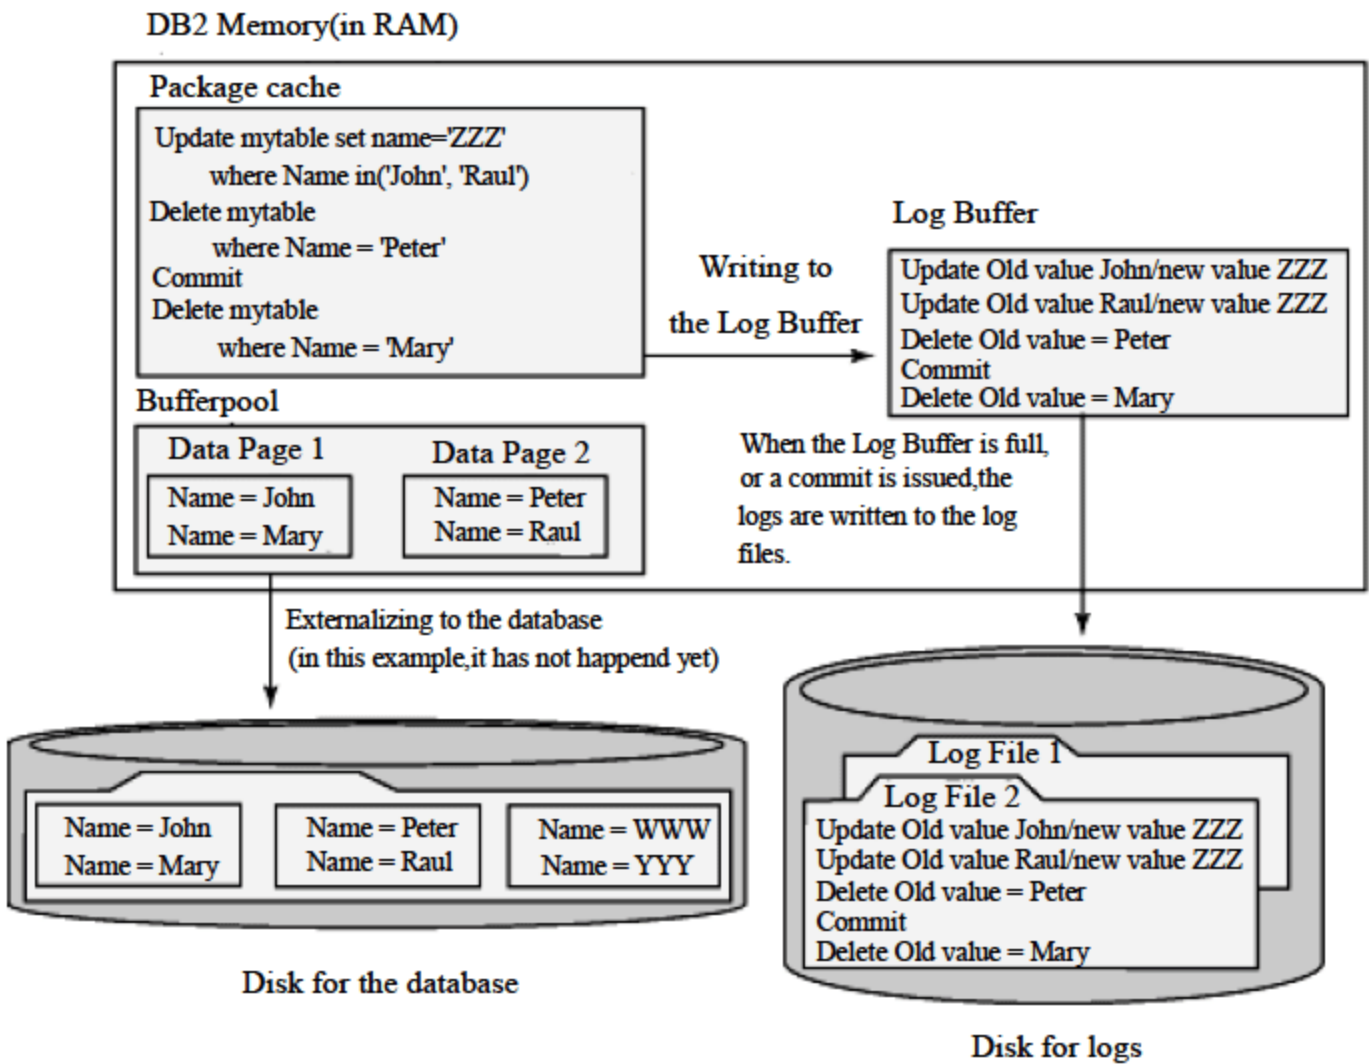 DB2 Memory(in RAM)
Package cache
Update mytable set name='ZZZ'
where Name in('John', 'Raul')
Delete mytable
where Name = 'Peter'
Commit
Delete mytable
where Name = 'Mary'
Writing to
the Log Buffer
Log Buffer
Update Old value John/new value ZZZ
Update Old value Raul/new value ZZZ
Delete Old value = Peter
Commit
Delete Old value = Mary
Bufferpool
Data Page 1
Name = John
Name = Mary
Data Page 2
Name = Peter
Name = Raul
When the Log Buffer is full,
or a commit is issued,the
logs are written to the log
files.
Externalizing to the database
(in this example,it has not happend yet)
Name = John
Name = Mary
Name = Peter
Name = Raul
Name = WWW
Name = YYY
Disk for the database
Log File 1
Log File 2
Update Old value John/new value ZZZ
Update Old value Raul/new value ZZZ
Delete Old value = Peter
Commit
Delete Old value = Mary
Disk for logs